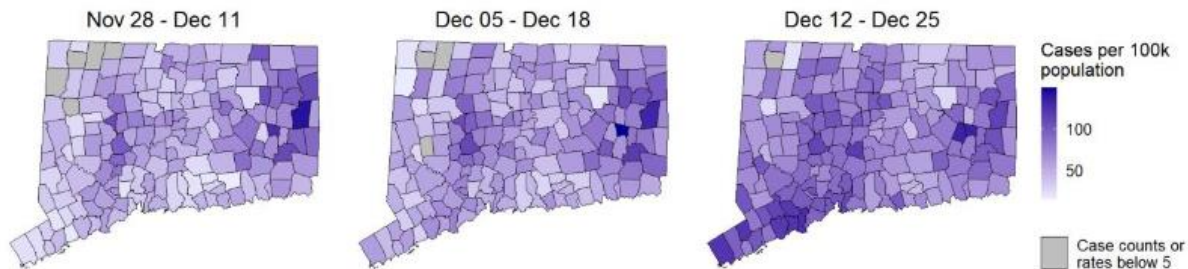 Nov 28 - Dec 11
Dec 05 - Dec 18
Dec 12 - Dec 25
Cases per 100k
population
100
50
Case counts or
rates below 5